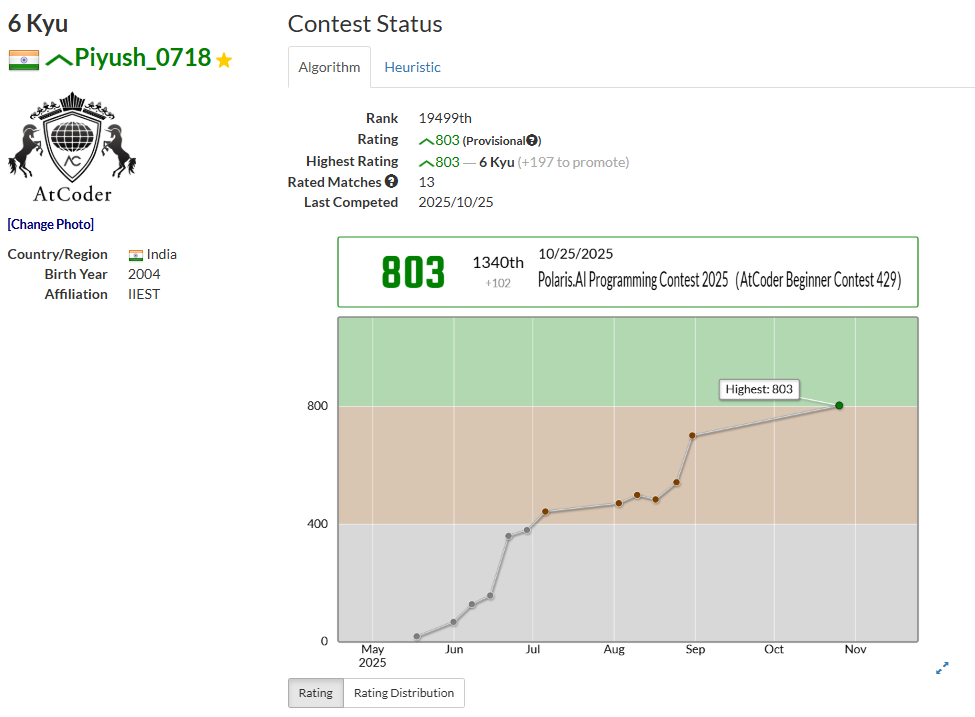 6 Kyu
Piyush_0718
AC
AtCoder
[Change Photo]
Country/Region India
Birth Year 2004
Affiliation IIEST
Contest Status
Algorithm Heuristic
Rank 19499th
Rating 803 (Provisional?)
Highest Rating 803 — 6 Kyu (+197 to promote)
Rated Matches ? 13
Last Competed 2025/10/25
803 1340th +102 10/25/2025
Polaris.AI Programming Contest 2025 (AtCoder Beginner Contest 429)
Highest: 803
800
400
0
May Jun Jul Aug Sep Oct Nov
2025
Rating Rating Distribution